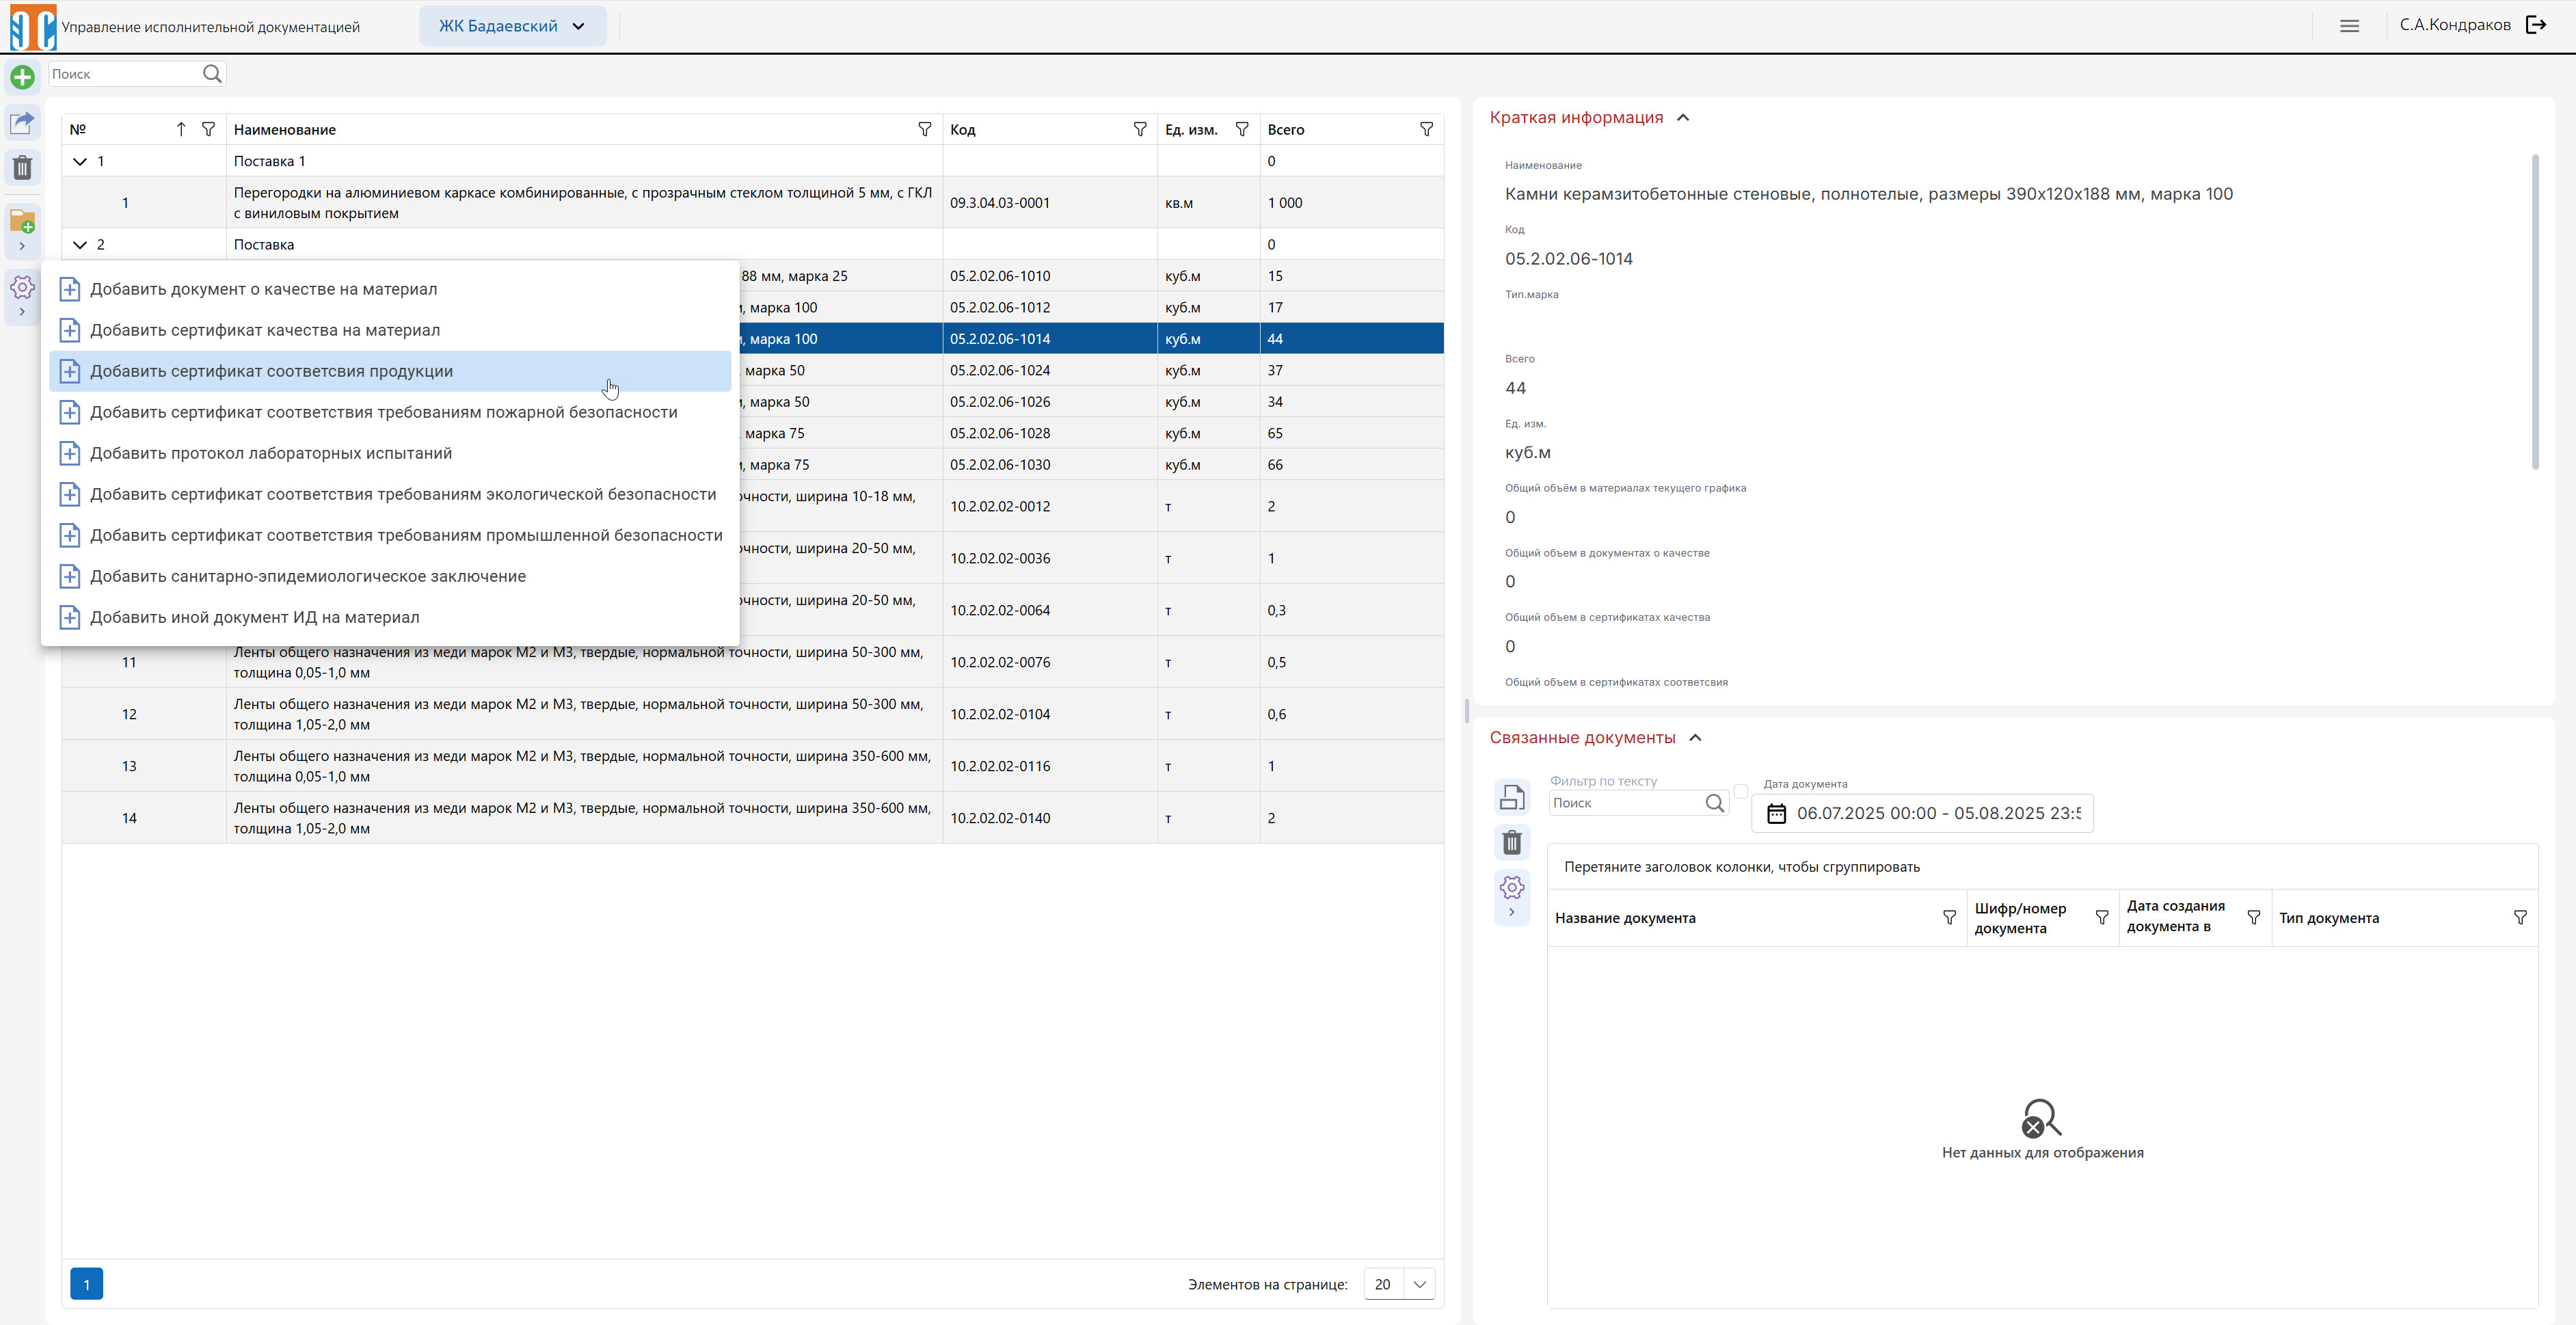 Управление исполнительной документацией
ЖК Бадаевский
С.А.Кондраков
Поиск
№ Наименование Код Ед. изм. Всего
1 Поставка 1 0
1 Перегородки на алюминиевом каркасе комбинированные, с прозрачным стеклом толщиной 5 мм, с ГКЛ
с виниловым покрытием 09.3.04.03-0001 кв.м 1 000
2 Поставка 0
88 мм, марка 25 05.2.02.06-1010 куб.м 15
, марка 100 05.2.02.06-1012 куб.м 17
, марка 100 05.2.02.06-1014 куб.м 44
марка 50 05.2.02.06-1024 куб.м 37
, марка 50 05.2.02.06-1026 куб.м 34
марка 75 05.2.02.06-1028 куб.м 65
, марка 75 05.2.02.06-1030 куб.м 66
очности, ширина 10-18 мм, 10.2.02.02-0012 т 2
очности, ширина 20-50 мм, 10.2.02.02-0036 т 1
очности, ширина 20-50 мм, 10.2.02.02-0064 т 0,3
11 Ленты общего назначения из меди марок М2 и М3, твердые, нормальной точности, ширина 50-300 мм,
толщина 0,05-1,0 мм 10.2.02.02-0076 т 0,5
12 Ленты общего назначения из меди марок М2 и М3, твердые, нормальной точности, ширина 50-300 мм,
толщина 1,05-2,0 мм 10.2.02.02-0104 т 0,6
13 Ленты общего назначения из меди марок М2 и М3, твердые, нормальной точности, ширина 350-600 мм,
толщина 0,05-1,0 мм 10.2.02.02-0116 т 1
14 Ленты общего назначения из меди марок М2 и М3, твердые, нормальной точности, ширина 350-600 мм,
толщина 1,05-2,0 мм 10.2.02.02-0140 т 2
Добавить документ о качестве на материал
Добавить сертификат качества на материал
Добавить сертификат соответсвия продукции
Добавить сертификат соответствия требованиям пожарной безопасности
Добавить протокол лабораторных испытаний
Добавить сертификат соответствия требованиям экологической безопасности
Добавить сертификат соответствия требованиям промышленной безопасности
Добавить санитарно-эпидемиологическое заключение
Добавить иной документ ИД на материал
1
Элементов на странице: 20
Краткая информация
Наименование
Камни керамзитобетонные стеновые, полнотелые, размеры 390х120х188 мм, марка 100
Код
05.2.02.06-1014
Тип.марка
Всего
44
Ед. изм.
куб.м
Общий объём в материалах текущего графика
0
Общий объем в документах о качестве
0
Общий объем в сертификатах качества
0
Общий объем в сертификатах соответсвия
Связанные документы
Фильтр по тексту
Поиск
Дата документа
06.07.2025 00:00 - 05.08.2025 23:5
Перетяните заголовок колонки, чтобы сгруппировать
Название документа
Шифр/номер
документа
Дата создания
документа в
Тип документа
Нет данных для отображения